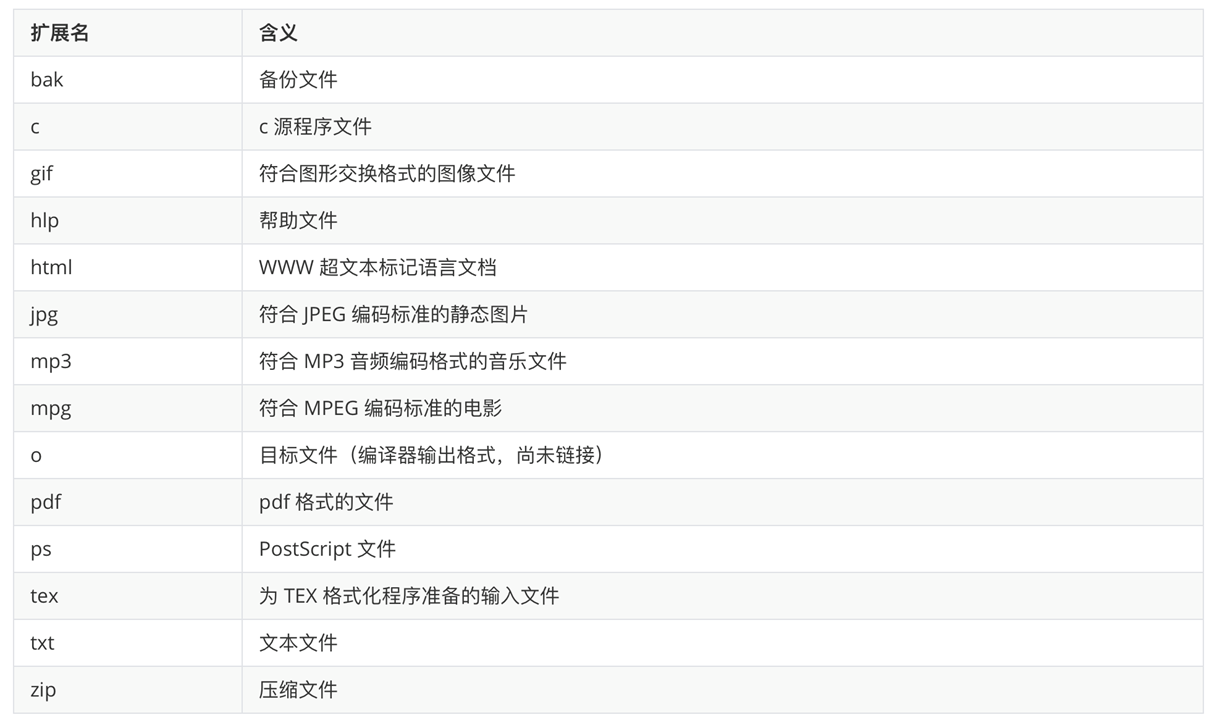 扩展名 含义
bak 备份文件
c c 源程序文件
gif 符合图形交换格式的图像文件
hlp 帮助文件
html WWW 超文本标记语言文档
jpg 符合 JPEG 编码标准的静态图片
mp3 符合 MP3 音频编码格式的音乐文件
mpg 符合 MPEG 编码标准的电影
o 目标文件（编译器输出格式，尚未链接）
pdf pdf 格式的文件
ps PostScript 文件
tex 为 TEX 格式化程序准备的输入文件
txt 文本文件
zip 压缩文件